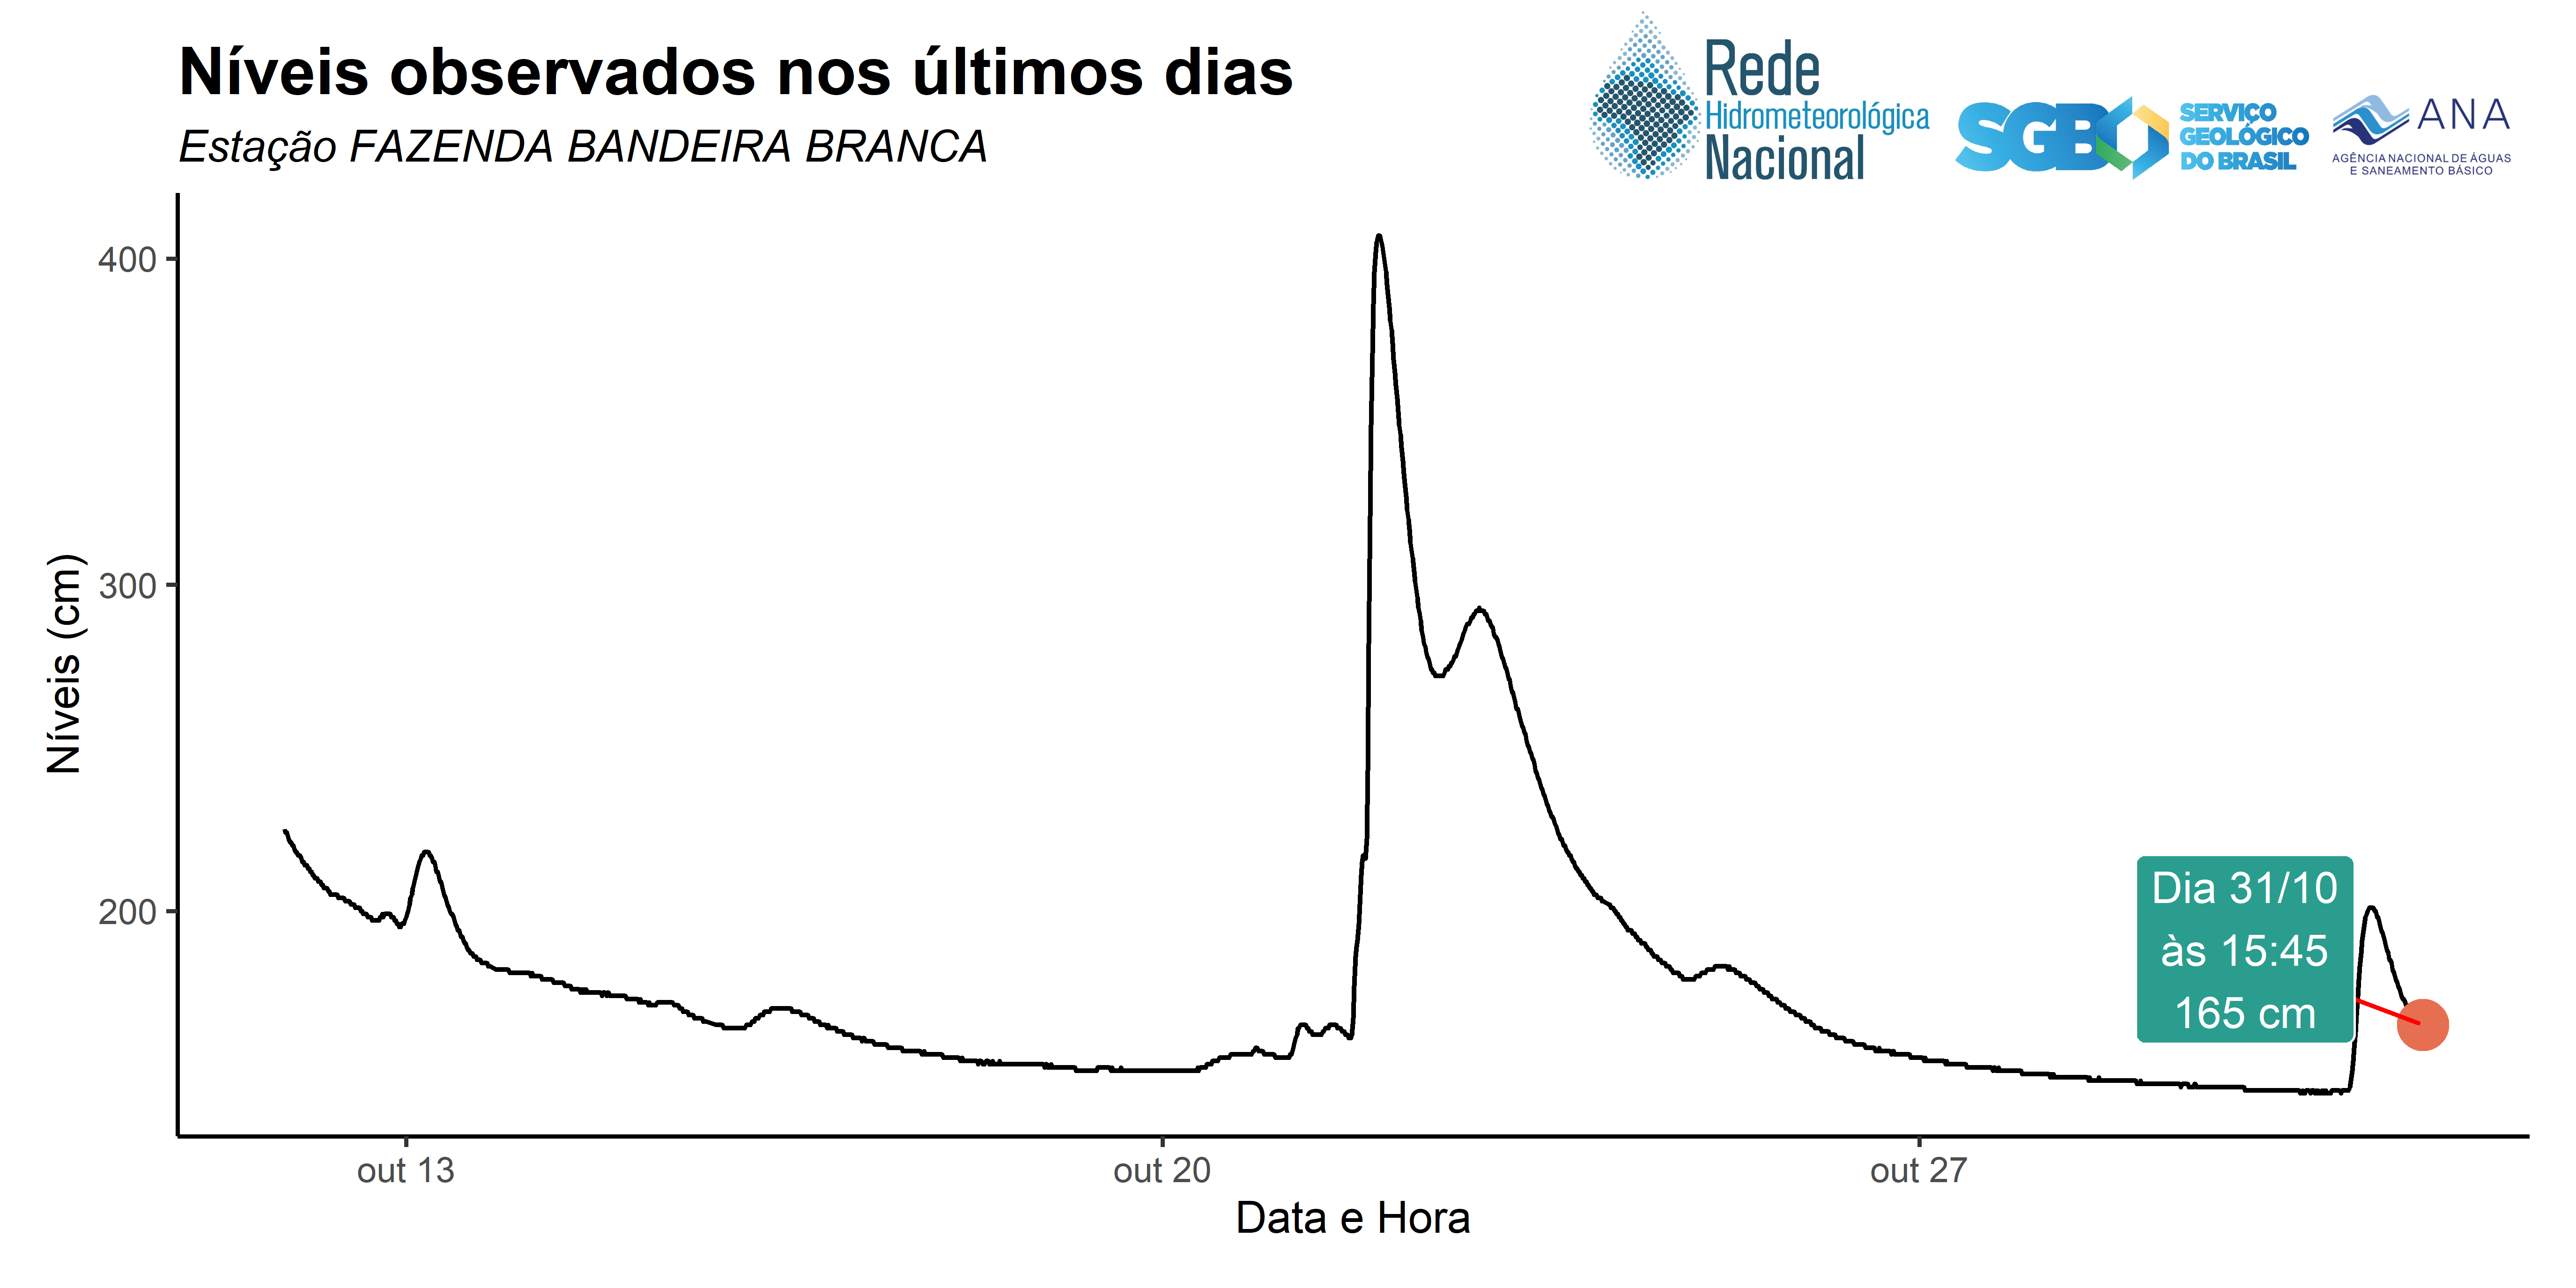 Níveis observados nos últimos dias
Estação FAZENDA BANDEIRA BRANCA
Rede
Hidrometeorológica
Nacional
SGB
SERVIÇO
GEOLÓGICO
DO BRASIL
ANA
AGÊNCIA NACIONAL DE ÁGUAS
E SANEAMENTO BÁSICO
Níveis (cm)
400
300
200
Dia 31/10
às 15:45
165 cm
out 13
out 20
out 27
Data e Hora